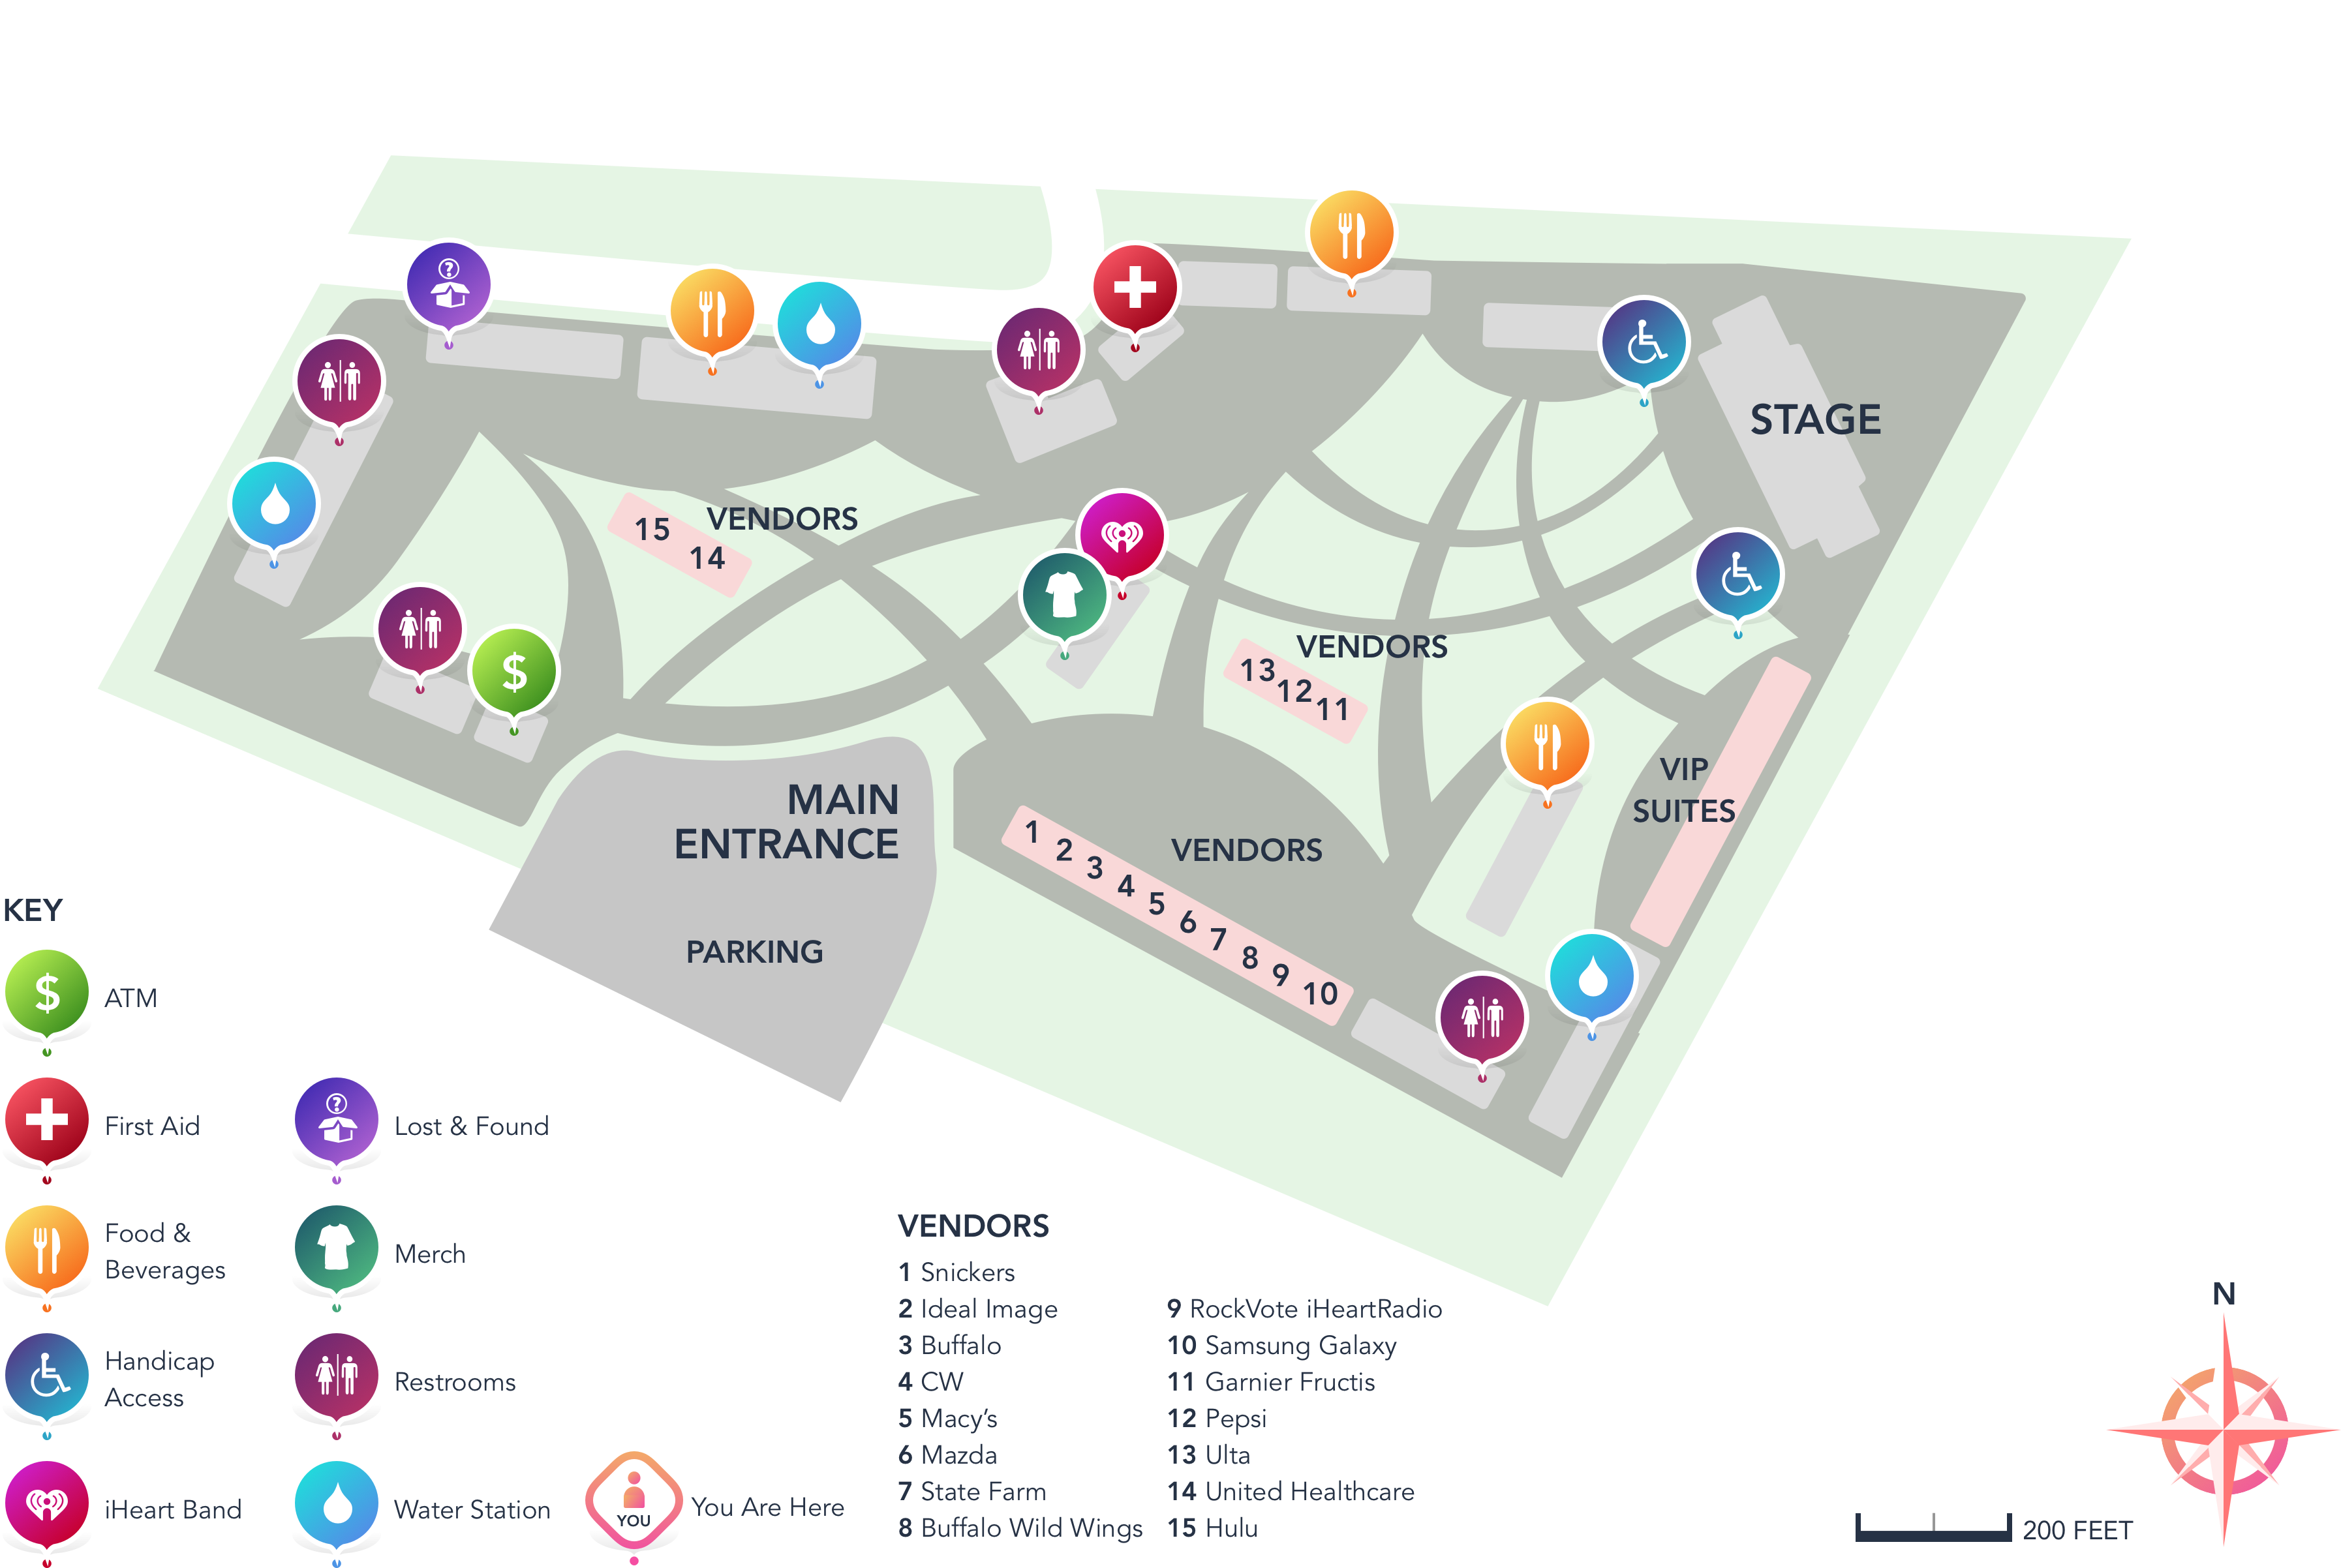 STAGE
15
14
VENDORS
13
12
11
VENDORS
VIP
SUITES
MAIN
ENTRANCE
PARKING
VENDORS
1
2
3
4
5
6
7
8
9
10
$
?
KEY
$
ATM
First Aid
?
Lost & Found
Food &
Beverages
Merch
Handicap
Access
Restrooms
iHeart Band
Water Station
YOU
You Are Here
VENDORS
1 Snickers
2 Ideal Image
3 Buffalo
4 CW
5 Macy’s
6 Mazda
7 State Farm
8 Buffalo Wild Wings
9 RockVote iHeartRadio
10 Samsung Galaxy
11 Garnier Fructis
12 Pepsi
13 Ulta
14 United Healthcare
15 Hulu
N
200 FEET